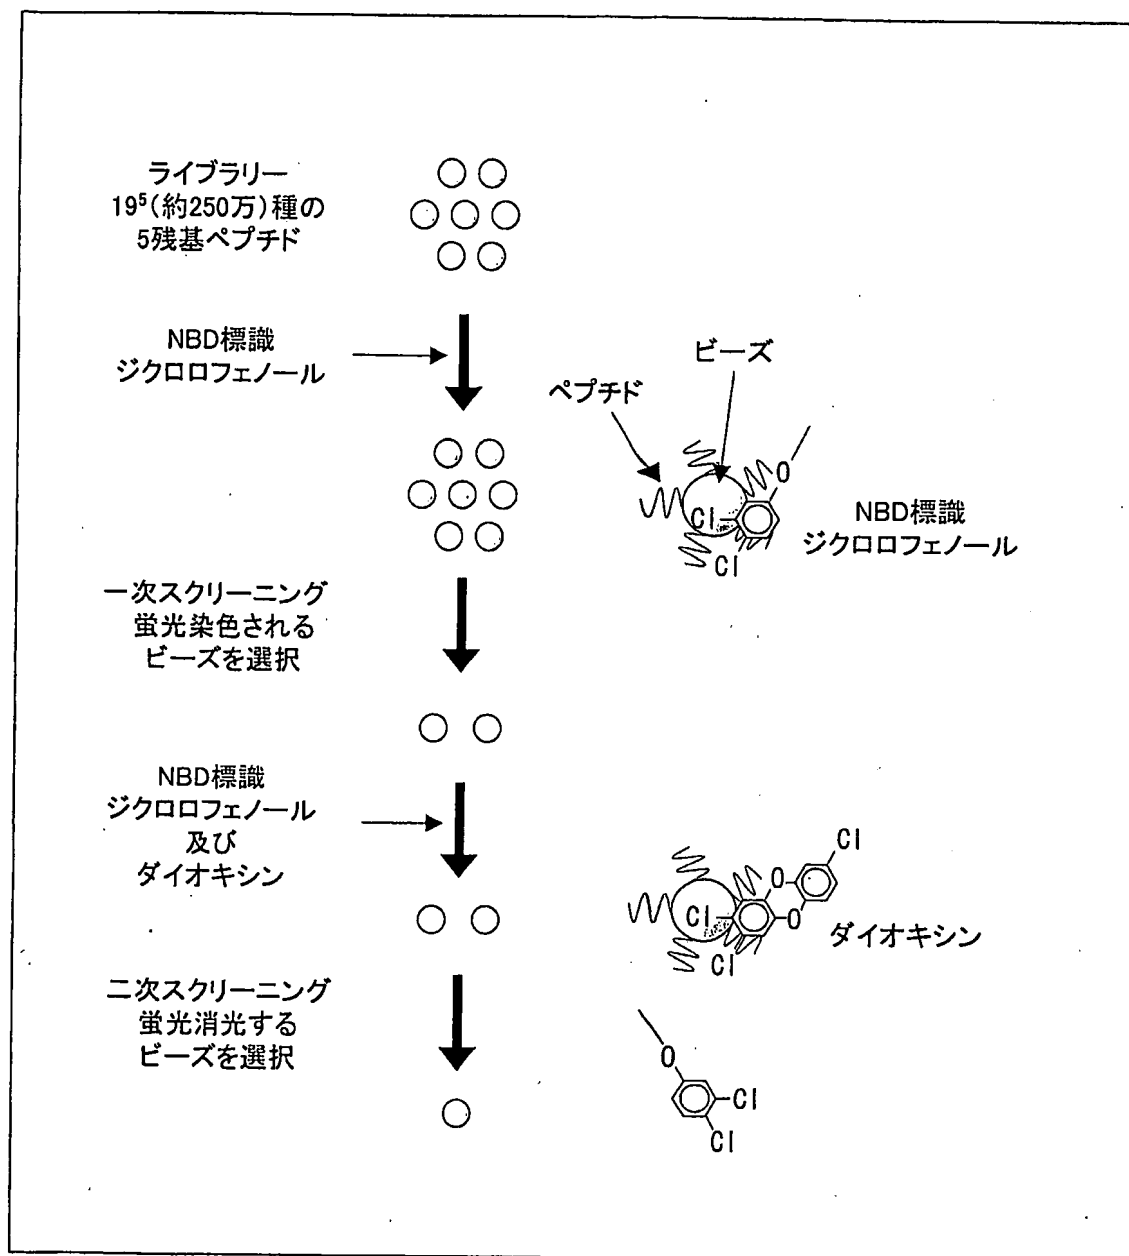 ライブラリー
19⁵(約250万)種の
5残基ペプチド
NBD標識
ジクロロフェノール
ビーズ
ペプチド
O
Cl
Cl
NBD標識
ジクロロフェノール
一次スクリーニング
蛍光染色される
ビーズを選択
NBD標識
ジクロロフェノール
及び
ダイオキシン
Cl
O
Cl
O
Cl
ダイオキシン
二次スクリーニング
蛍光消光する
ビーズを選択
O
Cl
Cl